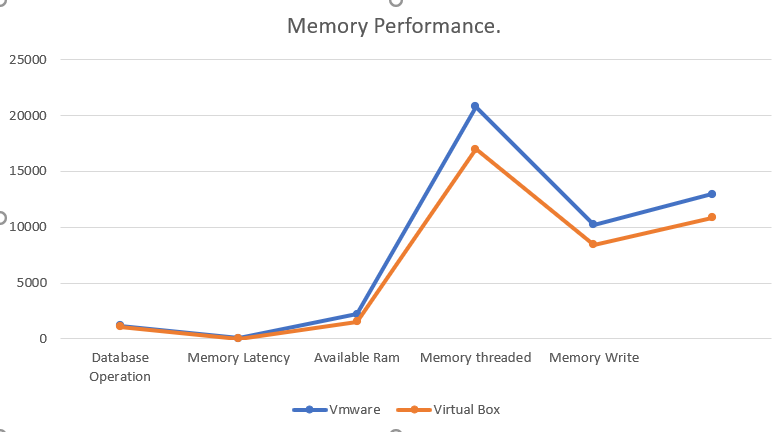 Memory Performance.
25000
20000
15000
10000
5000
0
Database Operation
Memory Latency
Available Ram
Memory threaded
Memory Write
Vmware
Virtual Box